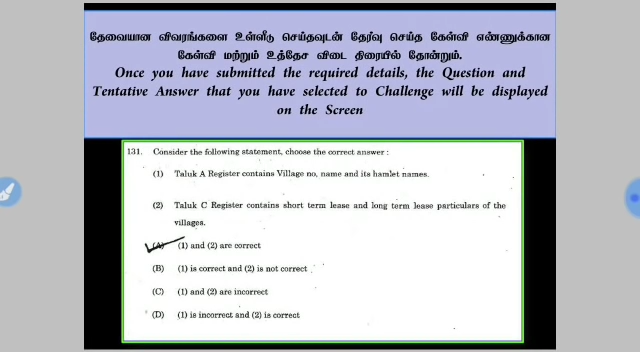 தேவையான விவரங்களை உள்ளீடு செய்தவுடன் தேர்வு செய்த கேள்வி எண்ணுக்கான
கேள்வி மற்றும் உத்தேச விடை திரையில் தோன்றும்.
Once you have submitted the required details, the Question and
Tentative Answer that you have selected to Challenge will be displayed
on the Screen
131. Consider the following statement, choose the correct answer :
(1) Taluk A Register contains Village no, name and its hamlet names.
(2) Taluk C Register contains short term lease and long term lease particulars of the
villages.
(A) (1) and (2) are correct
(B) (1) is correct and (2) is not correct
(C) (1) and (2) are incorrect
(D) (1) is incorrect and (2) is correct